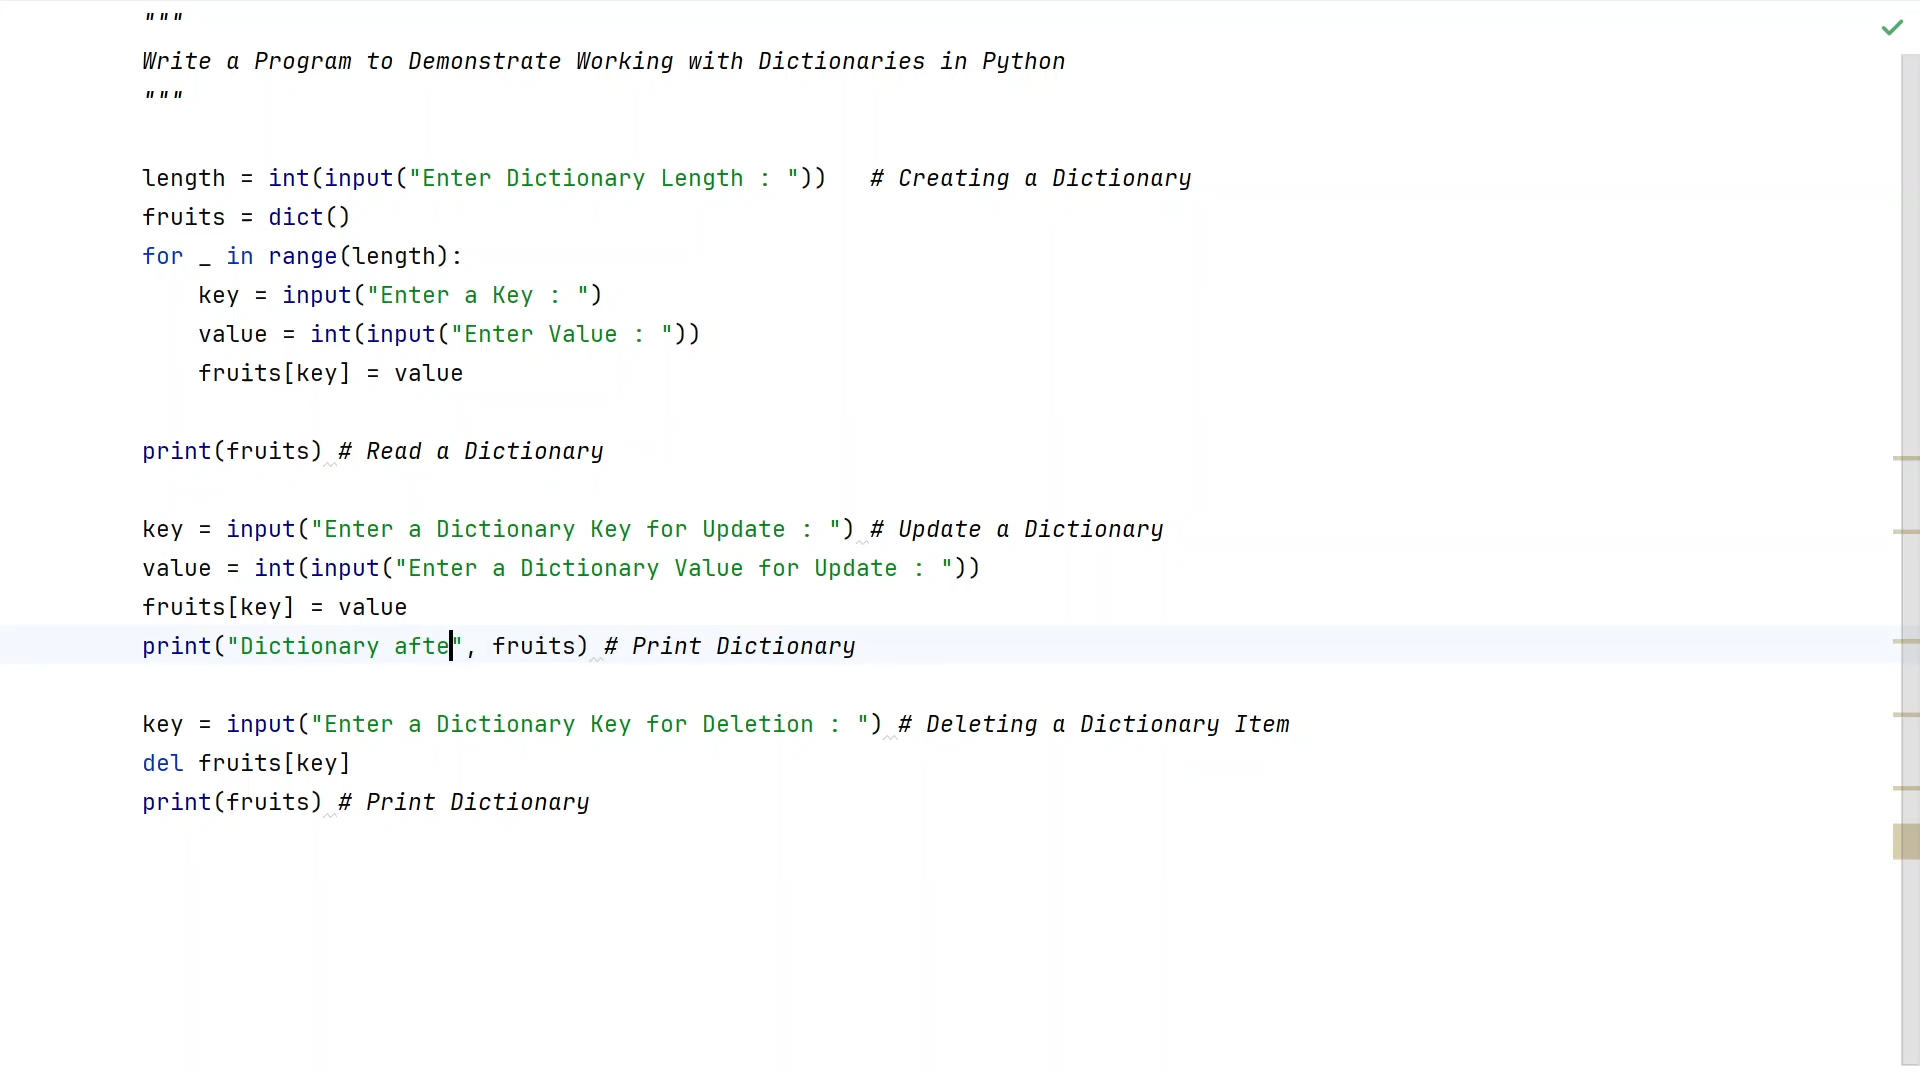 """
Write a Program to Demonstrate Working with Dictionaries in Python
"""
length = int(input("Enter Dictionary Length : "))   # Creating a Dictionary
fruits = dict()
for _ in range(length):
    key = input("Enter a Key : ")
    value = int(input("Enter Value : "))
    fruits[key] = value
print(fruits) # Read a Dictionary
key = input("Enter a Dictionary Key for Update : ") # Update a Dictionary
value = int(input("Enter a Dictionary Value for Update : "))
fruits[key] = value
print("Dictionary afte", fruits) # Print Dictionary
key = input("Enter a Dictionary Key for Deletion : ") # Deleting a Dictionary Item
del fruits[key]
print(fruits) # Print Dictionary